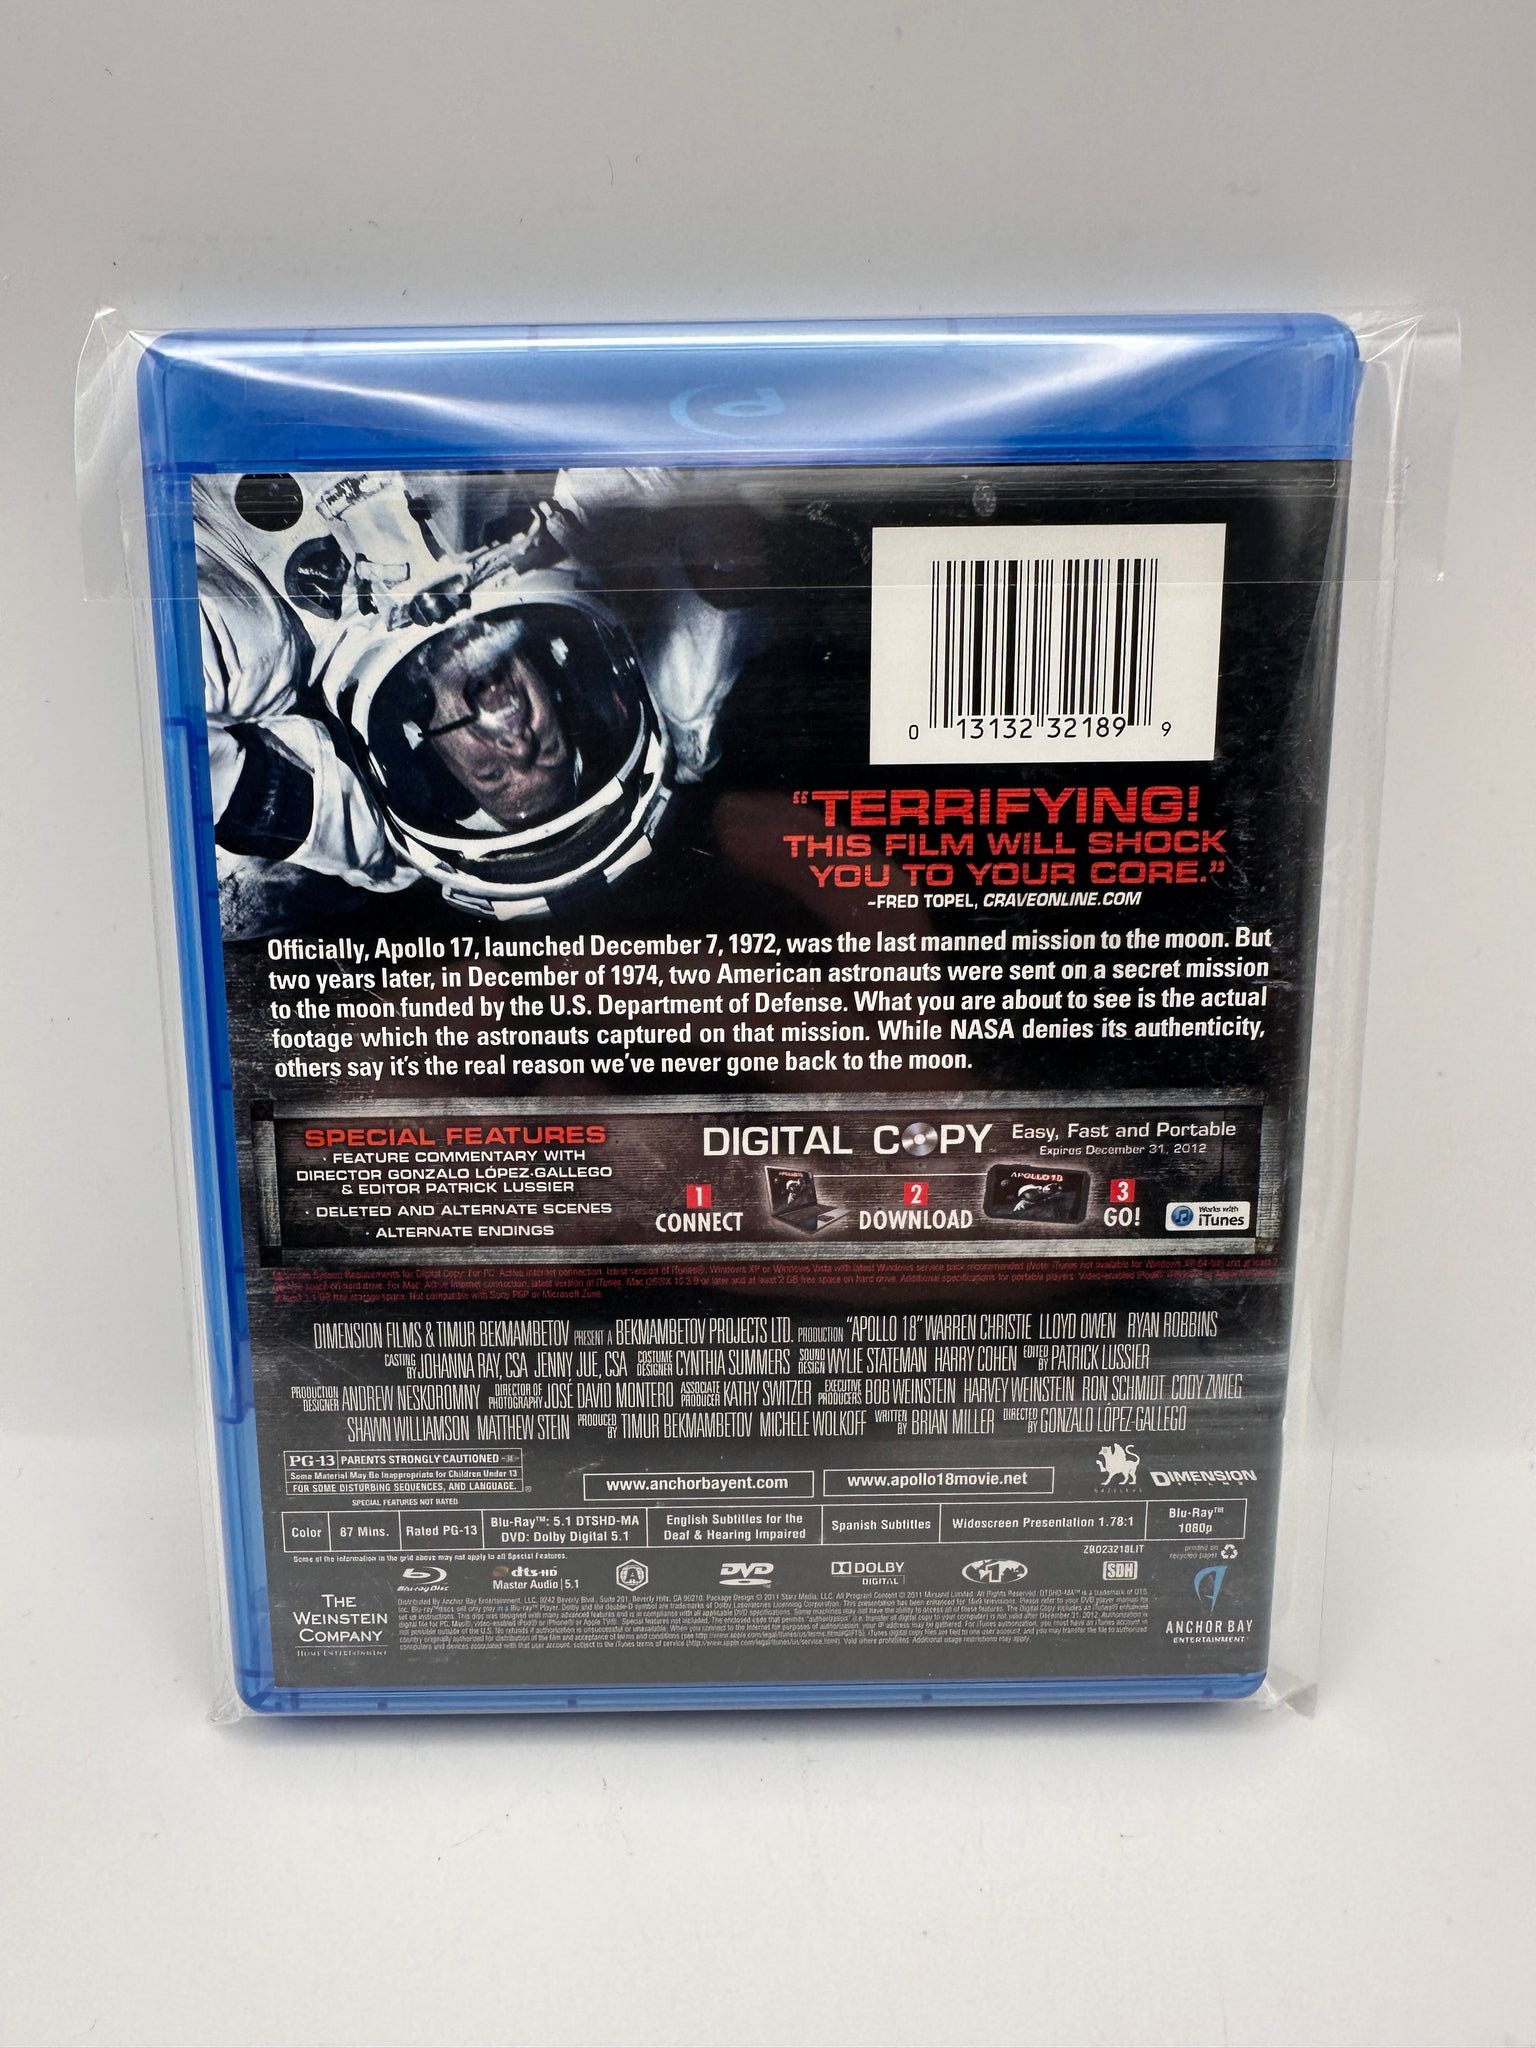 0 13132 32189 9
"TERRIFYING!
THIS FILM WILL SHOCK
YOU TO YOUR CORE."
-FRED TOPEL, CRAVEONLINE.COM
Officially, Apollo 17, launched December 7, 1972, was the last manned mission to the moon. But
two years later, in December of 1974, two American astronauts were sent on a secret mission
to the moon funded by the U.S. Department of Defense. What you are about to see is the actual
footage which the astronauts captured on that mission. While NASA denies its authenticity,
others say it's the real reason we've never gone back to the moon.
SPECIAL FEATURES
· FEATURE COMMENTARY WITH
DIRECTOR GONZALO LÓPEZ-GALLEGO
& EDITOR PATRICK LUSSIER
· DELETED AND ALTERNATE SCENES
· ALTERNATE ENDINGS
DIGITAL COPY
Easy, Fast and Portable
Expires December 31, 2012
1
CONNECT
2
DOWNLOAD
APOLLO 18
3
GO!
Works with
iTunes
DIMENSION FILMS & TIMUR BEKMAMBETOV PRESENT A BEKMAMBETOV PROJECTS LTD. PRODUCTION "APOLLO 18" WARREN CHRISTIE LLOYD OWEN RYAN ROBBINS
CASTING BY JOHANNA RAY, CSA JENNY JUE, CSA COSTUME DESIGNER CYNTHIA SUMMERS SOUND DESIGN WYLIE STATEMAN HARRY COHEN EDITED BY PATRICK LUSSIER
PRODUCTION DESIGNER ANDREW NESKOROMNY DIRECTOR OF PHOTOGRAPHY JOSÉ DAVID MONTERO ASSOCIATE PRODUCER KATHY SWITZER EXECUTIVE PRODUCERS BOB WEINSTEIN HARVEY WEINSTEIN RON SCHMIDT CODY ZWIEG
SHAWN WILLIAMSON MATTHEW STEIN PRODUCED BY TIMUR BEKMAMBETOV MICHELE WOLKOFF WRITTEN BY BRIAN MILLER DIRECTED BY GONZALO LÓPEZ-GALLEGO
PG-13 PARENTS STRONGLY CAUTIONED
Some Material May Be Inappropriate for Children Under 13
FOR SOME DISTURBING SEQUENCES, AND LANGUAGE. ®
SPECIAL FEATURES NOT RATED
www.anchorbayent.com
www.apollo18movie.net
DIMENSION
FILMS
Color
87 Mins.
Rated PG-13
Blu-Ray™: 5.1 DTSHD-MA
DVD: Dolby Digital 5.1
English Subtitles for the
Deaf & Hearing Impaired
Spanish Subtitles
Widescreen Presentation 1.78:1
Blu-Ray™
1080p
Some of the information in the grid above may not apply to all Special Features.
printed on
recycled paper
Blu-ray Disc
dts-HD
Master Audio | 5.1
DVD
DOLBY
DIGITAL
SDH
THE
WEINSTEIN
COMPANY
HOME ENTERTAINMENT
ANCHOR BAY
ENTERTAINMENT